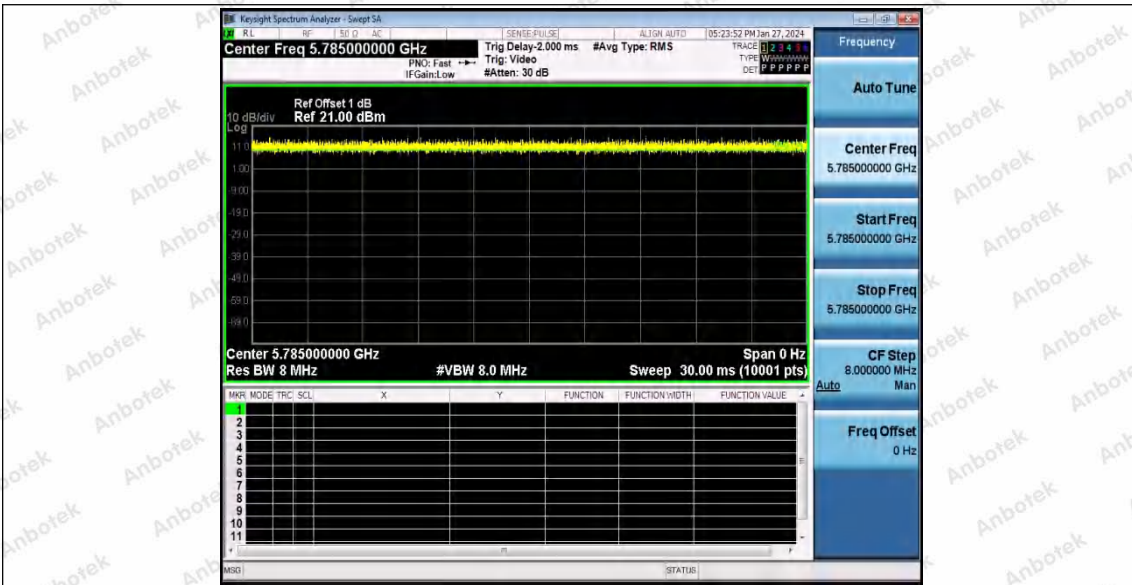 Keysight Spectrum Analyzer - Swept SA
RL RF 50 Ω AC SENSE:PULSE ALIGN AUTO 05:23:52 PM Jan 27, 2024
Center Freq 5.785000000 GHz
PNO: Fast
IFGain:Low
Trig Delay-2.000 ms
Trig: Video
#Atten: 30 dB
#Avg Type: RMS
TRACE 1 2 3 4 5 6
TYPE
DET P P P P P P
Ref Offset 1 dB
10 dB/div Ref 21.00 dBm
Log
11.0
1.00
-9.00
-19.0
-29.0
-39.0
-49.0
-59.0
-69.0
Center 5.785000000 GHz Span 0 Hz
Res BW 8 MHz #VBW 8.0 MHz Sweep 30.00 ms (10001 pts)
MKR MODE TRC SCL X Y FUNCTION FUNCTION WIDTH FUNCTION VALUE
1
2
3
4
5
6
7
8
9
10
11
MSG STATUS
Frequency
Auto Tune
Center Freq
5.785000000 GHz
Start Freq
5.785000000 GHz
Stop Freq
5.785000000 GHz
CF Step
8.000000 MHz
Auto Man
Freq Offset
0 Hz
Anbotek